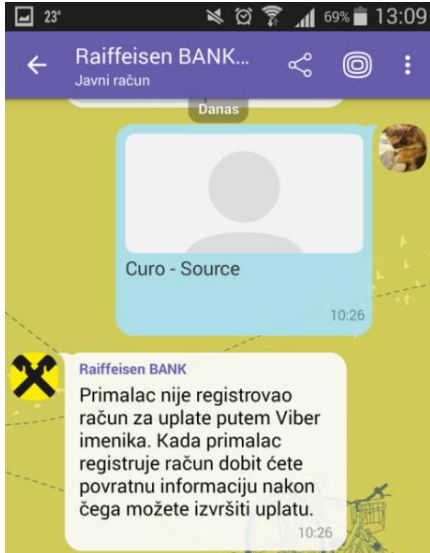 23°
69%
13:09
Raiffeisen BANK...
Javni račun
Danas
Curo - Source
10:26
Raiffeisen BANK
Primalac nije registrovao
račun za uplate putem Viber
imenika. Kada primalac
registruje račun dobit ćete
povratnu informaciju nakon
čega možete izvršiti uplatu.
10:26